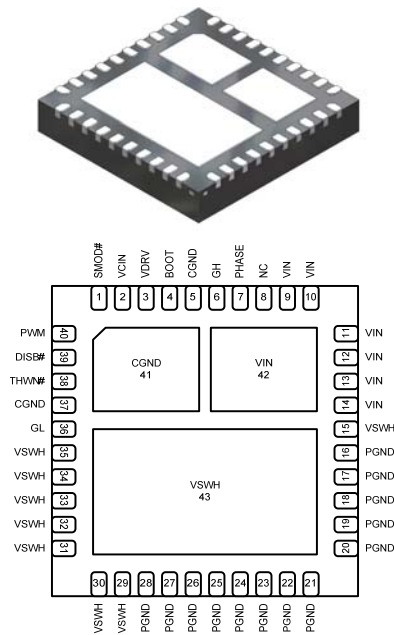 SMOD# VCIN VDRV BOOT CGND GH PHASE NC VIN VIN
1 2 3 4 5 6 7 8 9 10
PWM 40
DISB# 39
THWN# 38
CGND 37
GL 36
VSWH 35
VSWH 34
VSWH 33
VSWH 32
VSWH 31
CGND
41
VIN
42
VSWH
43
11 VIN
12 VIN
13 VIN
14 VIN
15 VSWH
16 PGND
17 PGND
18 PGND
19 PGND
20 PGND
30 29 28 27 26 25 24 23 22 21
VSWH VSWH PGND PGND PGND PGND PGND PGND PGND PGND